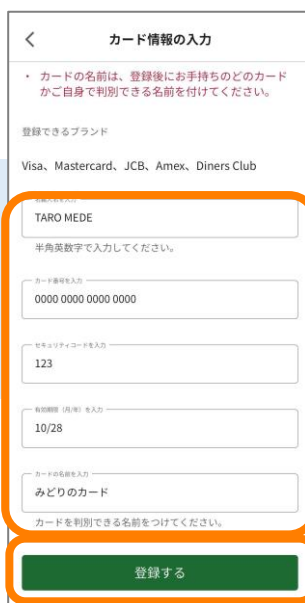 カード情報の入力
・ カードの名前は、登録後にお手持ちのどのカード
かご自身で判別できる名前を付けてください。
登録できるブランド
Visa、Mastercard、JCB、Amex、Diners Club
TARO MEDE
半角英数字で入力してください。
カード番号を入力
0000 0000 0000 0000
セキュリティコードを入力
123
有効期限（月/年）を入力
10/28
カードの名前を入力
みどりのカード
カードを判別できる名前をつけてください。
登録する